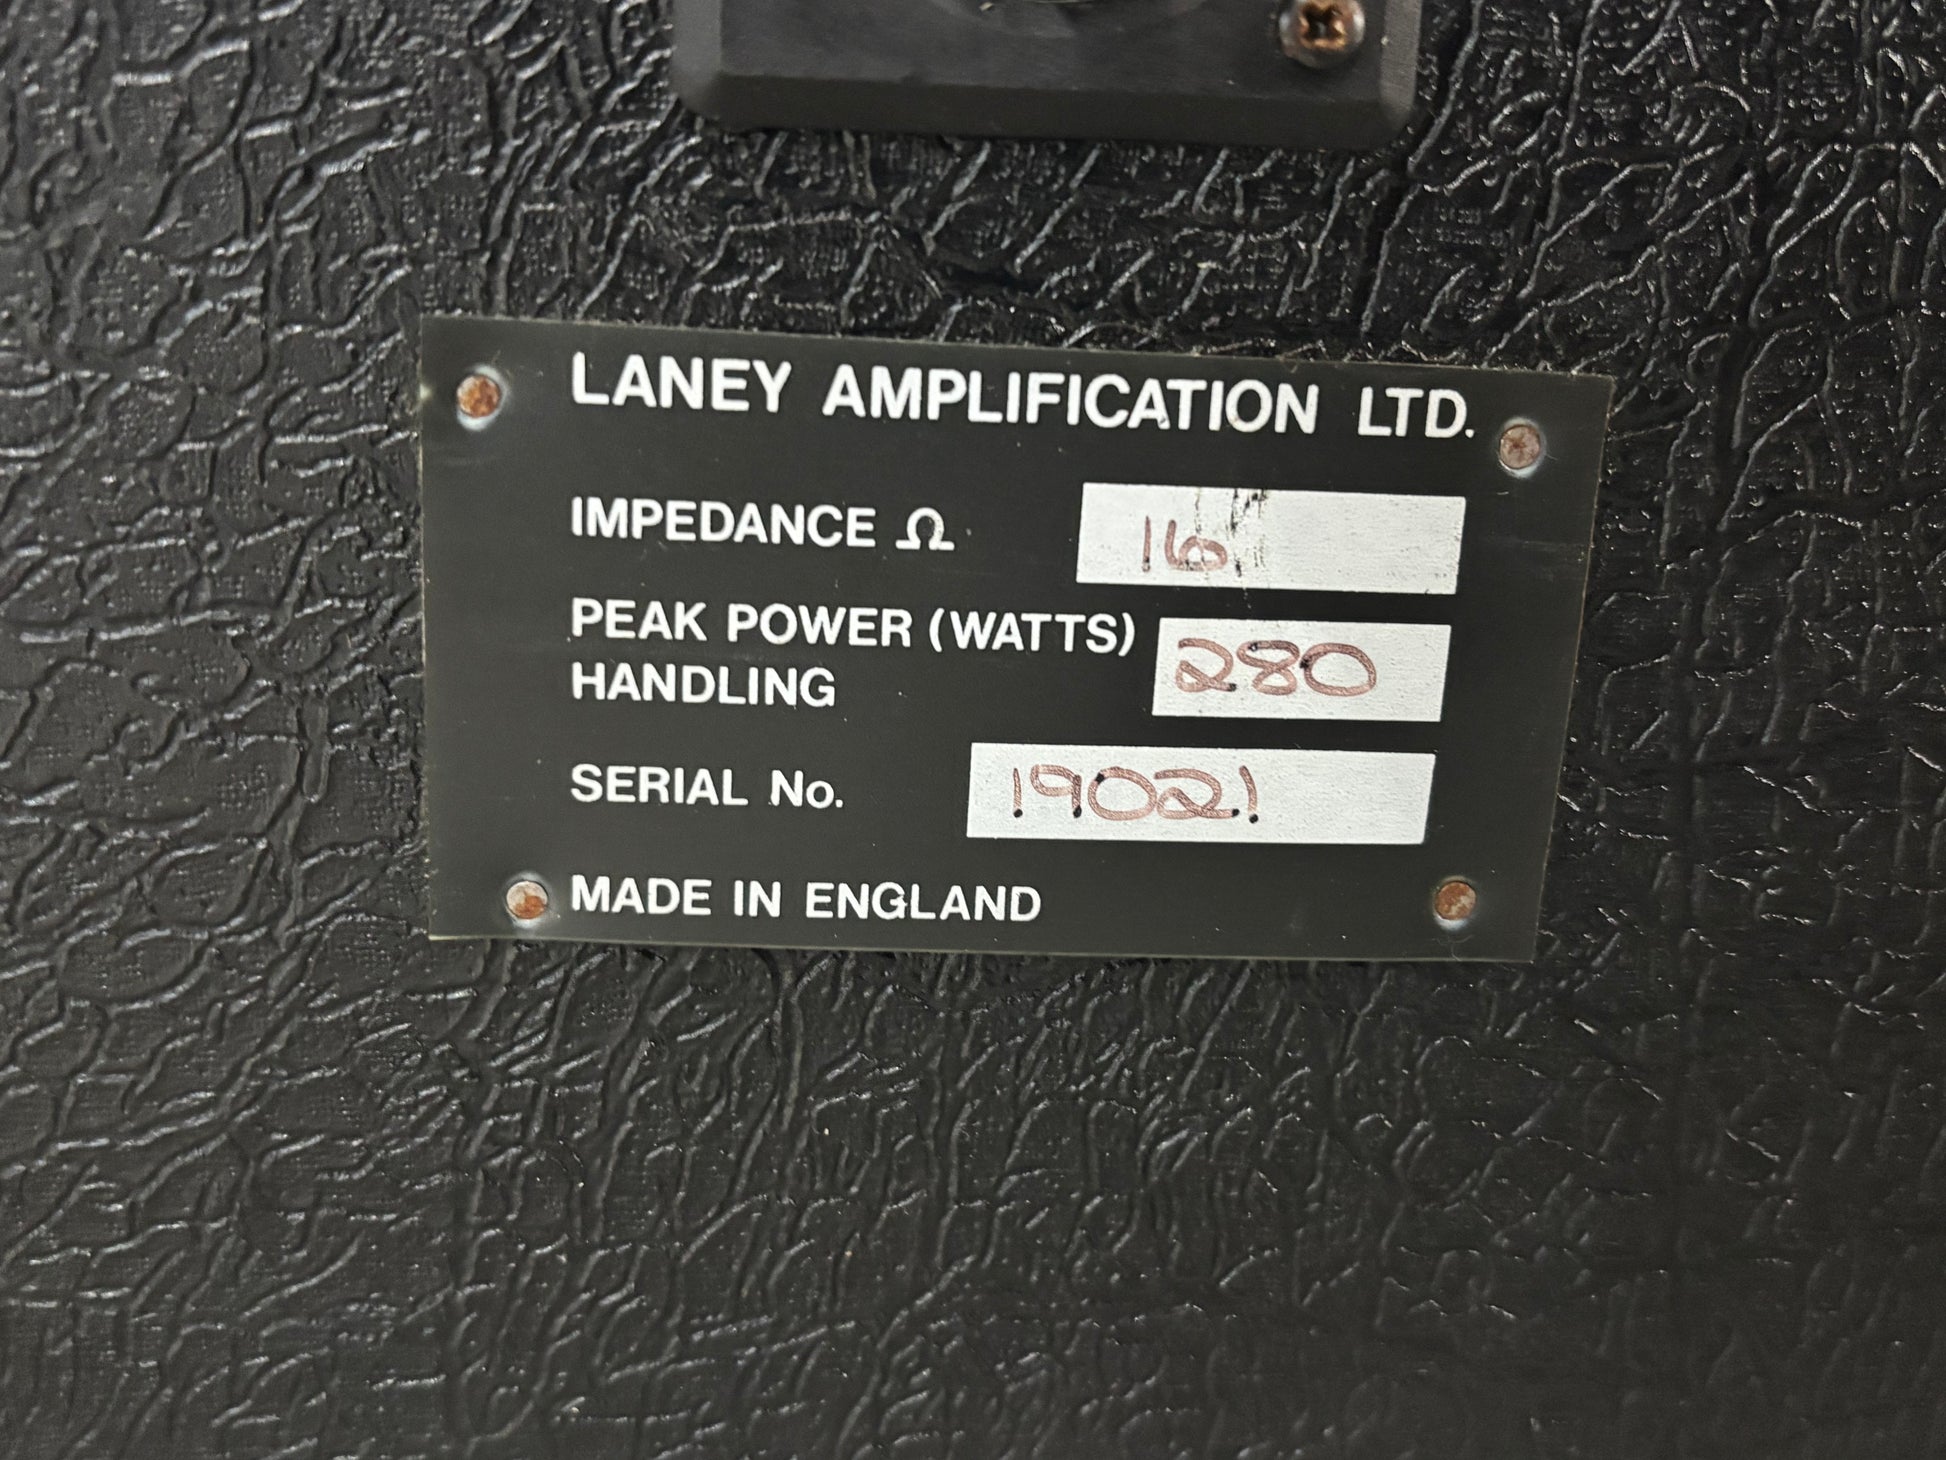 LANEY AMPLIFICATION LTD.
IMPEDANCE Ω 16
PEAK POWER (WATTS)
HANDLING 280
SERIAL No. 19021
MADE IN ENGLAND